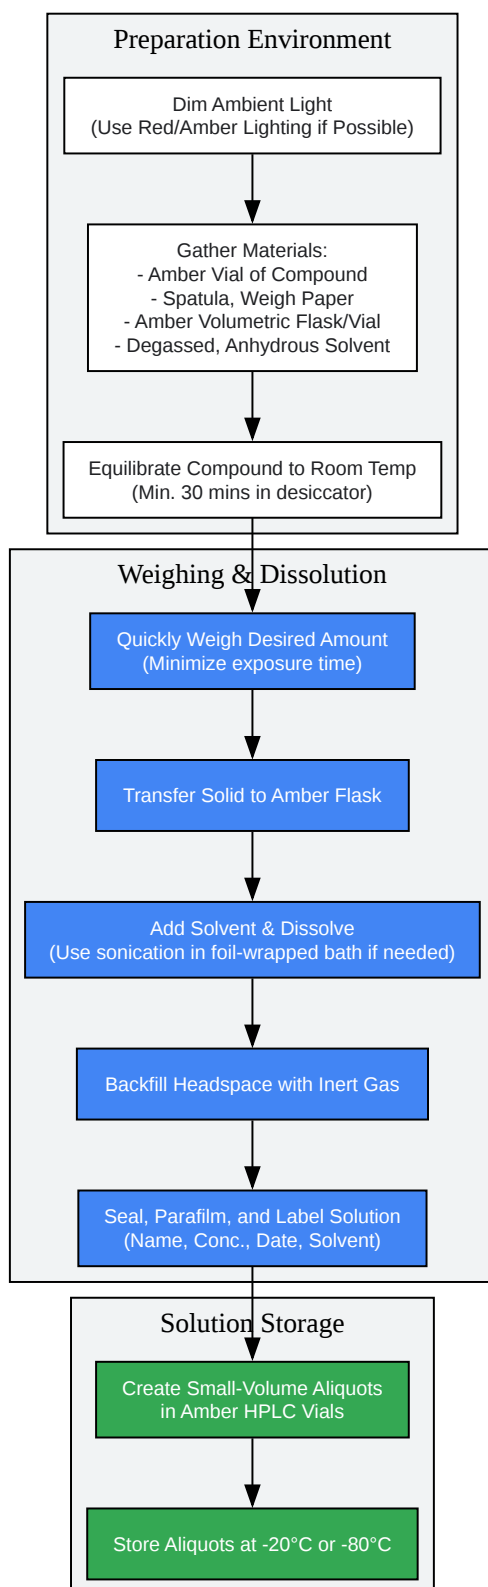 Preparation Environment
Dim Ambient Light
(Use Red/Amber Lighting if Possible)
Gather Materials:
- Amber Vial of Compound
- Spatula, Weigh Paper
- Amber Volumetric Flask/Vial
- Degassed, Anhydrous Solvent
Equilibrate Compound to Room Temp
(Min. 30 mins in desiccator)
Weighing & Dissolution
Quickly Weigh Desired Amount
(Minimize exposure time)
Transfer Solid to Amber Flask
Add Solvent & Dissolve
(Use sonication in foil-wrapped bath if needed)
Backfill Headspace with Inert Gas
Seal, Parafilm, and Label Solution
(Name, Conc., Date, Solvent)
Solution Storage
Create Small-Volume Aliquots
in Amber HPLC Vials
Store Aliquots at -20°C or -80°C